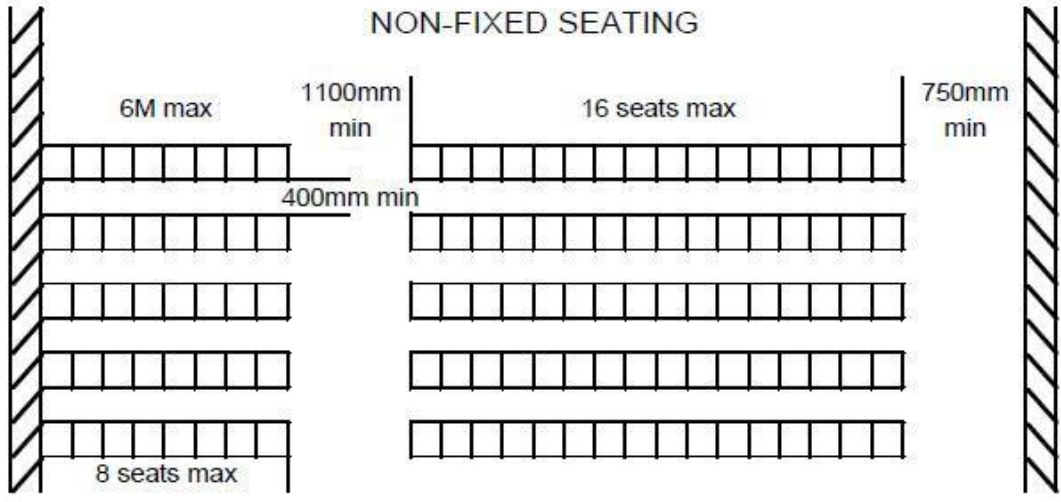 NON-FIXED SEATING
6M max
1100mm
min
16 seats max
750mm
min
400mm min
8 seats max